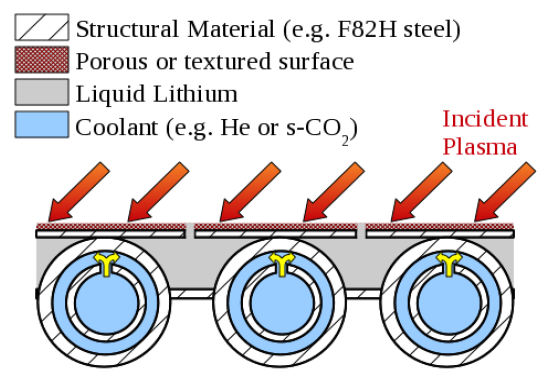 Structural Material (e.g. F82H steel)
Porous or textured surface
Liquid Lithium
Coolant (e.g. He or s-CO₂)
Incident
Plasma